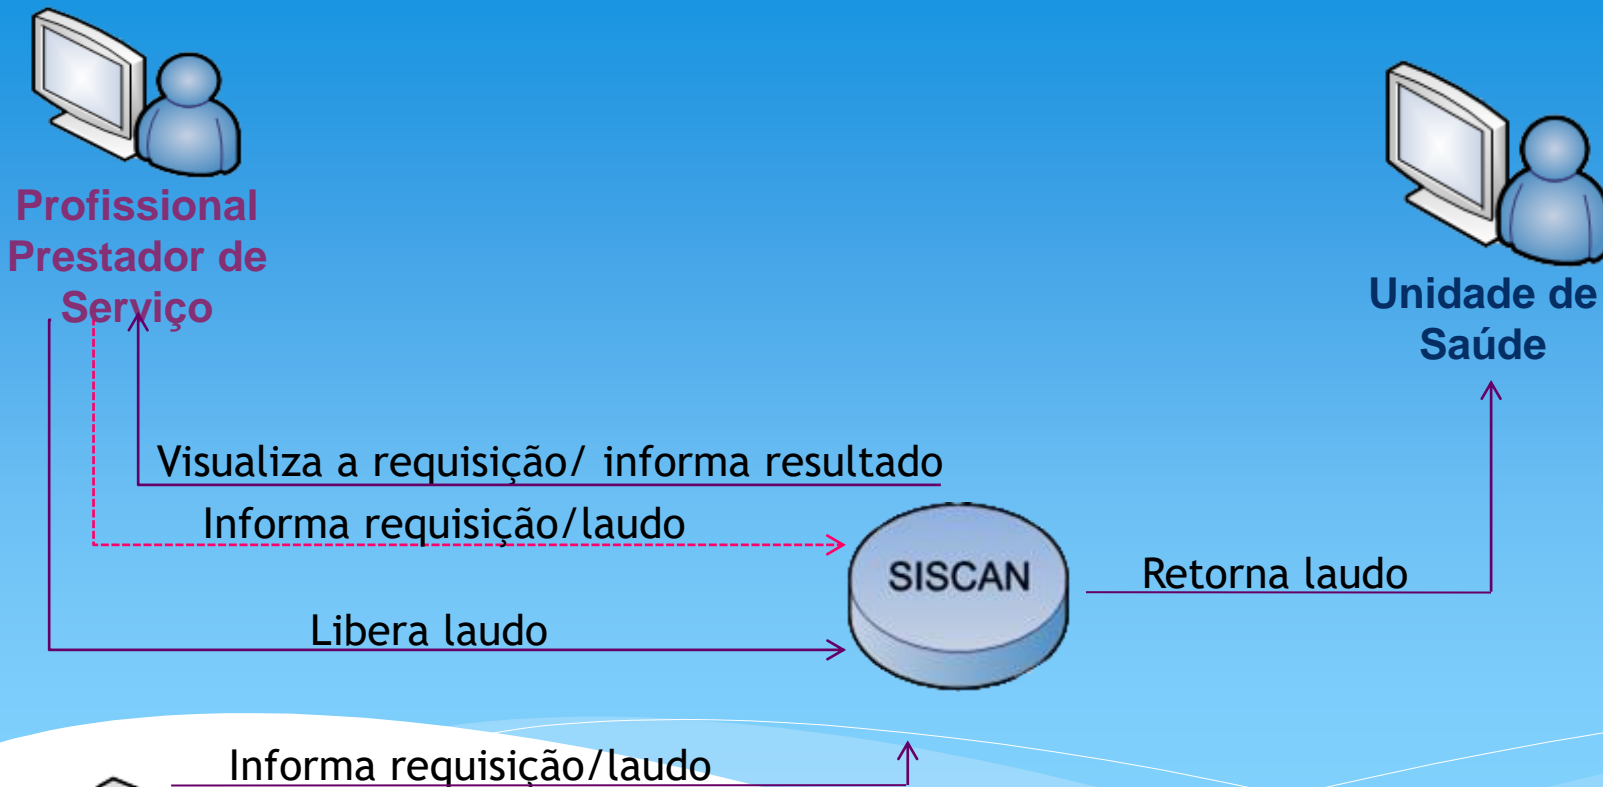 Profissional
Prestador de
Serviço
Unidade de
Saúde
Visualiza a requisição/ informa resultado
Informa requisição/laudo
SISCAN
Retorna laudo
Libera laudo
Informa requisição/laudo